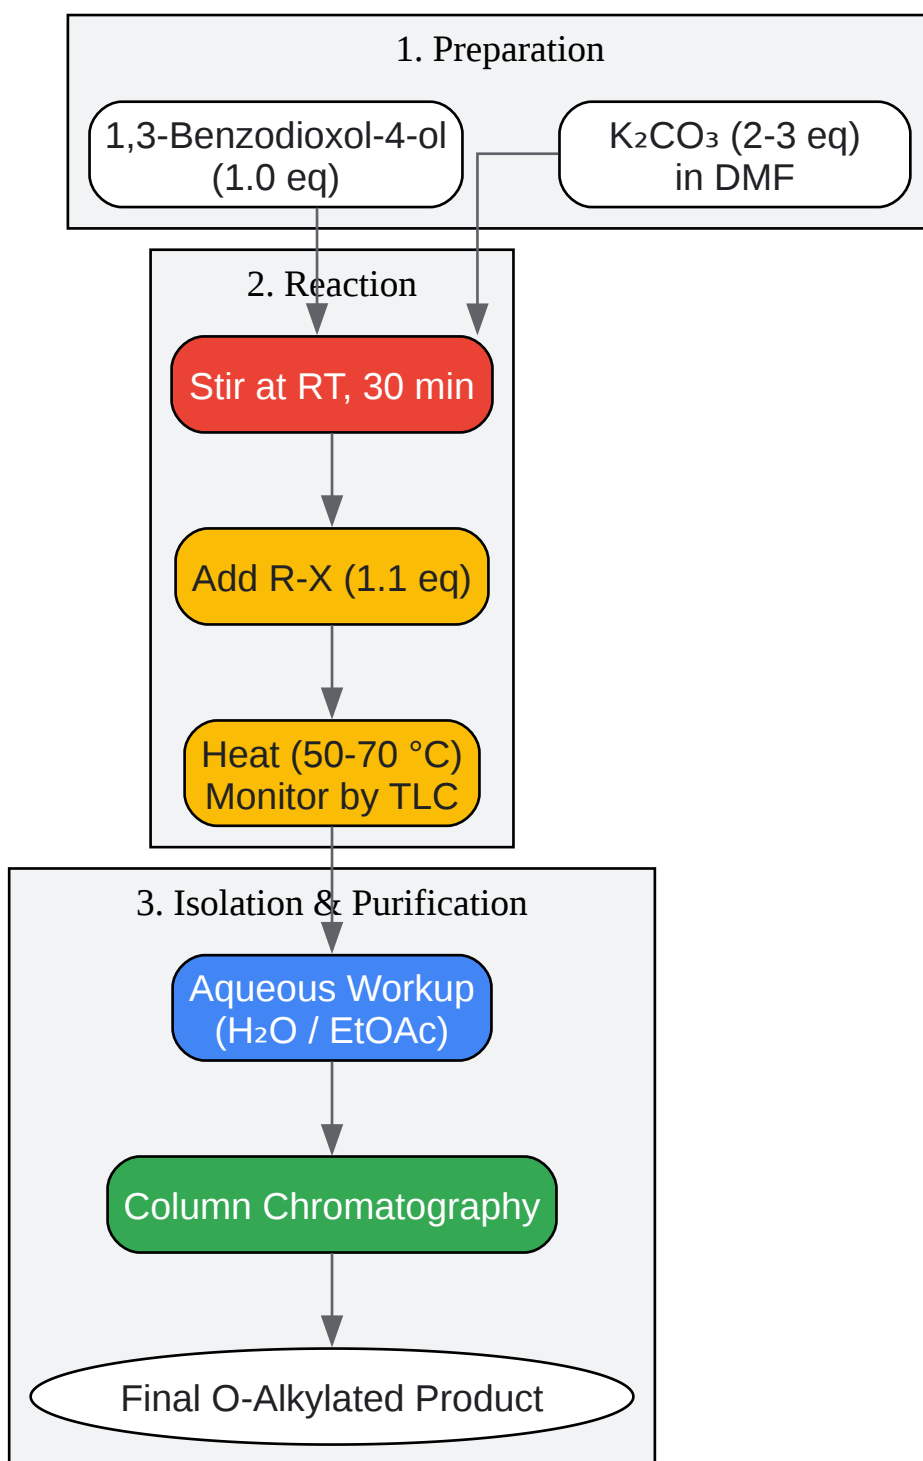 1. Preparation
1,3-Benzodioxol-4-ol
(1.0 eq)
K₂CO₃ (2-3 eq)
in DMF
2. Reaction
Stir at RT, 30 min
Add R-X (1.1 eq)
Heat (50-70 °C)
Monitor by TLC
3. Isolation & Purification
Aqueous Workup
(H₂O / EtOAc)
Column Chromatography
Final O-Alkylated Product